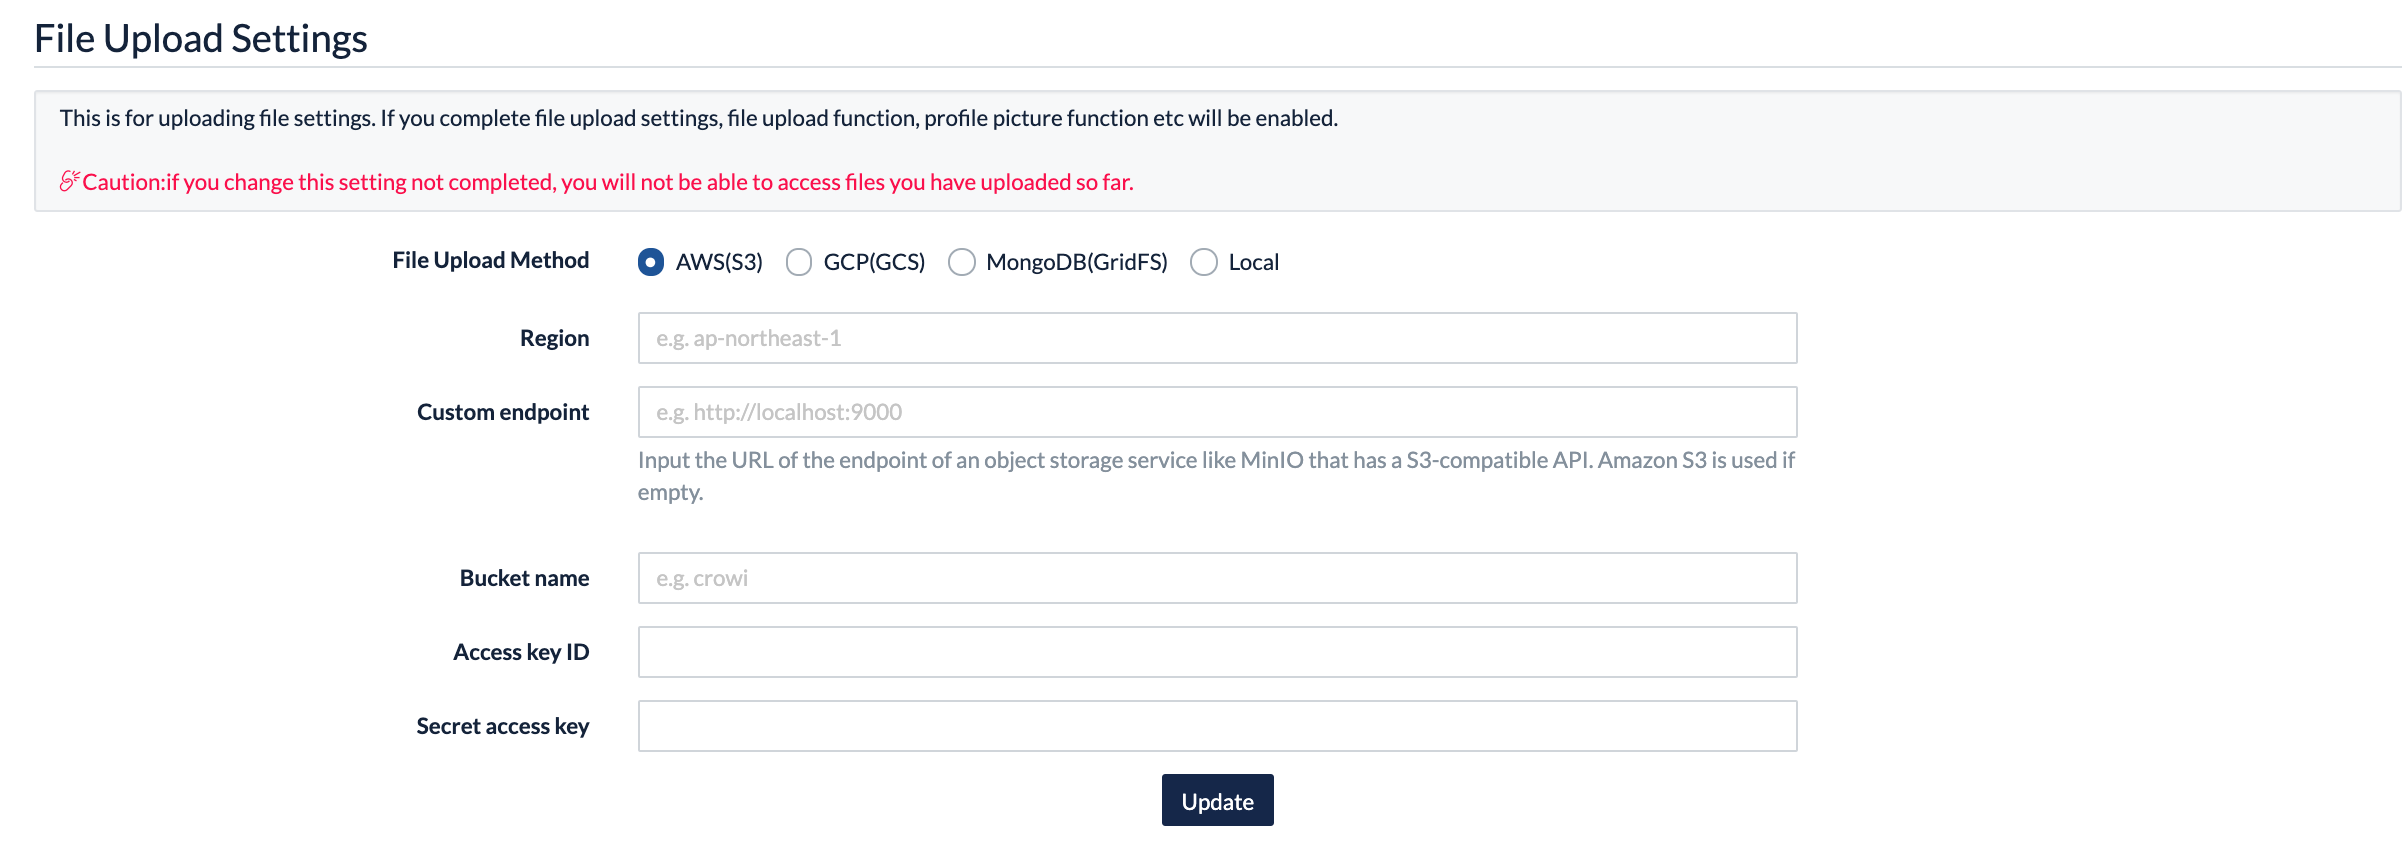 File Upload Settings
This is for uploading file settings. If you complete file upload settings, file upload function, profile picture function etc will be enabled.
Caution:if you change this setting not completed, you will not be able to access files you have uploaded so far.
File Upload Method AWS(S3) GCP(GCS) MongoDB(GridFS) Local
Region e.g. ap-northeast-1
Custom endpoint e.g. http://localhost:9000
Input the URL of the endpoint of an object storage service like MinIO that has a S3-compatible API. Amazon S3 is used if
empty.
Bucket name e.g. crowi
Access key ID
Secret access key
Update